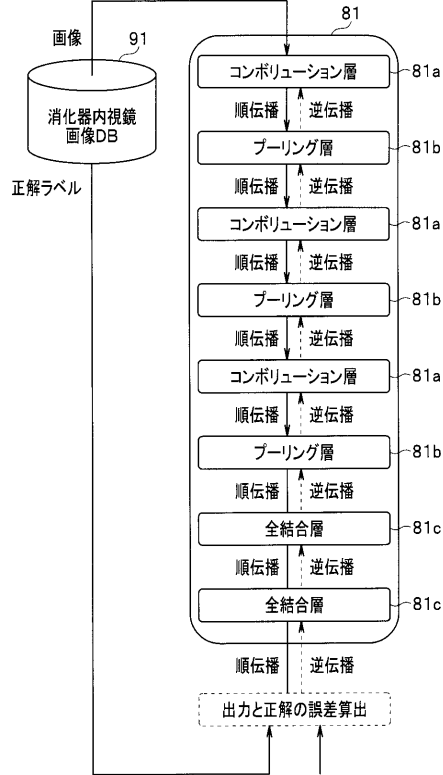 画像
91
81
消化器内視鏡
画像DB
正解ラベル
コンボリューション層
81a
順伝播
逆伝播
プーリング層
81b
順伝播
逆伝播
コンボリューション層
81a
順伝播
逆伝播
プーリング層
81b
順伝播
逆伝播
コンボリューション層
81a
順伝播
逆伝播
プーリング層
81b
順伝播
逆伝播
全結合層
81c
順伝播
逆伝播
全結合層
81c
順伝播
逆伝播
出力と正解の誤差算出